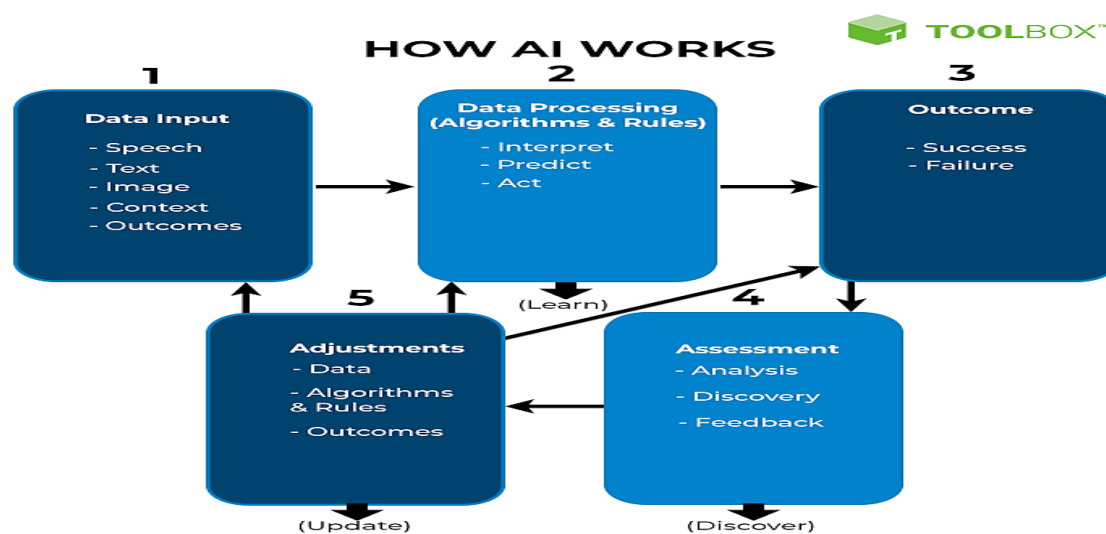 TOOLBOX™
HOW AI WORKS
1
Data Input
- Speech
- Text
- Image
- Context
- Outcomes
2
Data Processing
(Algorithms & Rules)
- Interpret
- Predict
- Act
(Learn)
3
Outcome
- Success
- Failure
4
Assessment
- Analysis
- Discovery
- Feedback
(Discover)
5
Adjustments
- Data
- Algorithms
& Rules
- Outcomes
(Update)